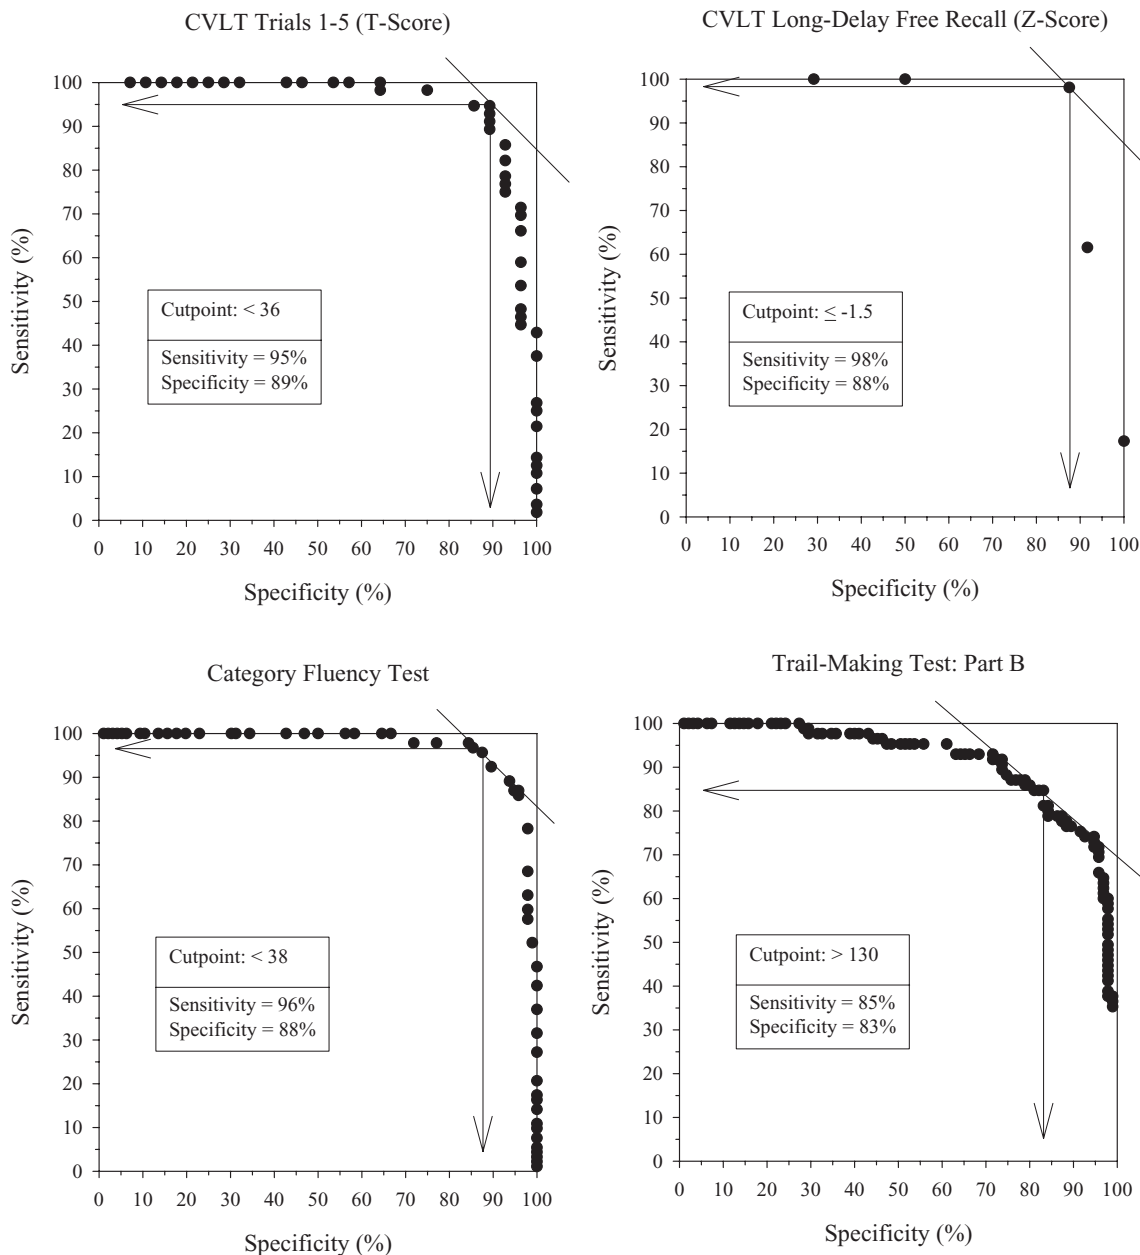 CVLT Trials 1-5 (T-Score)
100
90
80
70
60
50
40
30
20
10
0
Sensitivity (%)
Cutpoint: < 36
Sensitivity = 95%
Specificity = 89%
0 10 20 30 40 50 60 70 80 90 100
Specificity (%)
CVLT Long-Delay Free Recall (Z-Score)
100
90
80
70
60
50
40
30
20
10
0
Sensitivity (%)
Cutpoint: ≤ -1.5
Sensitivity = 98%
Specificity = 88%
0 10 20 30 40 50 60 70 80 90 100
Specificity (%)
Category Fluency Test
100
90
80
70
60
50
40
30
20
10
0
Sensitivity (%)
Cutpoint: < 38
Sensitivity = 96%
Specificity = 88%
0 10 20 30 40 50 60 70 80 90 100
Specificity (%)
Trail-Making Test: Part B
100
90
80
70
60
50
40
30
20
10
0
Sensitivity (%)
Cutpoint: > 130
Sensitivity = 85%
Specificity = 83%
0 10 20 30 40 50 60 70 80 90 100
Specificity (%)